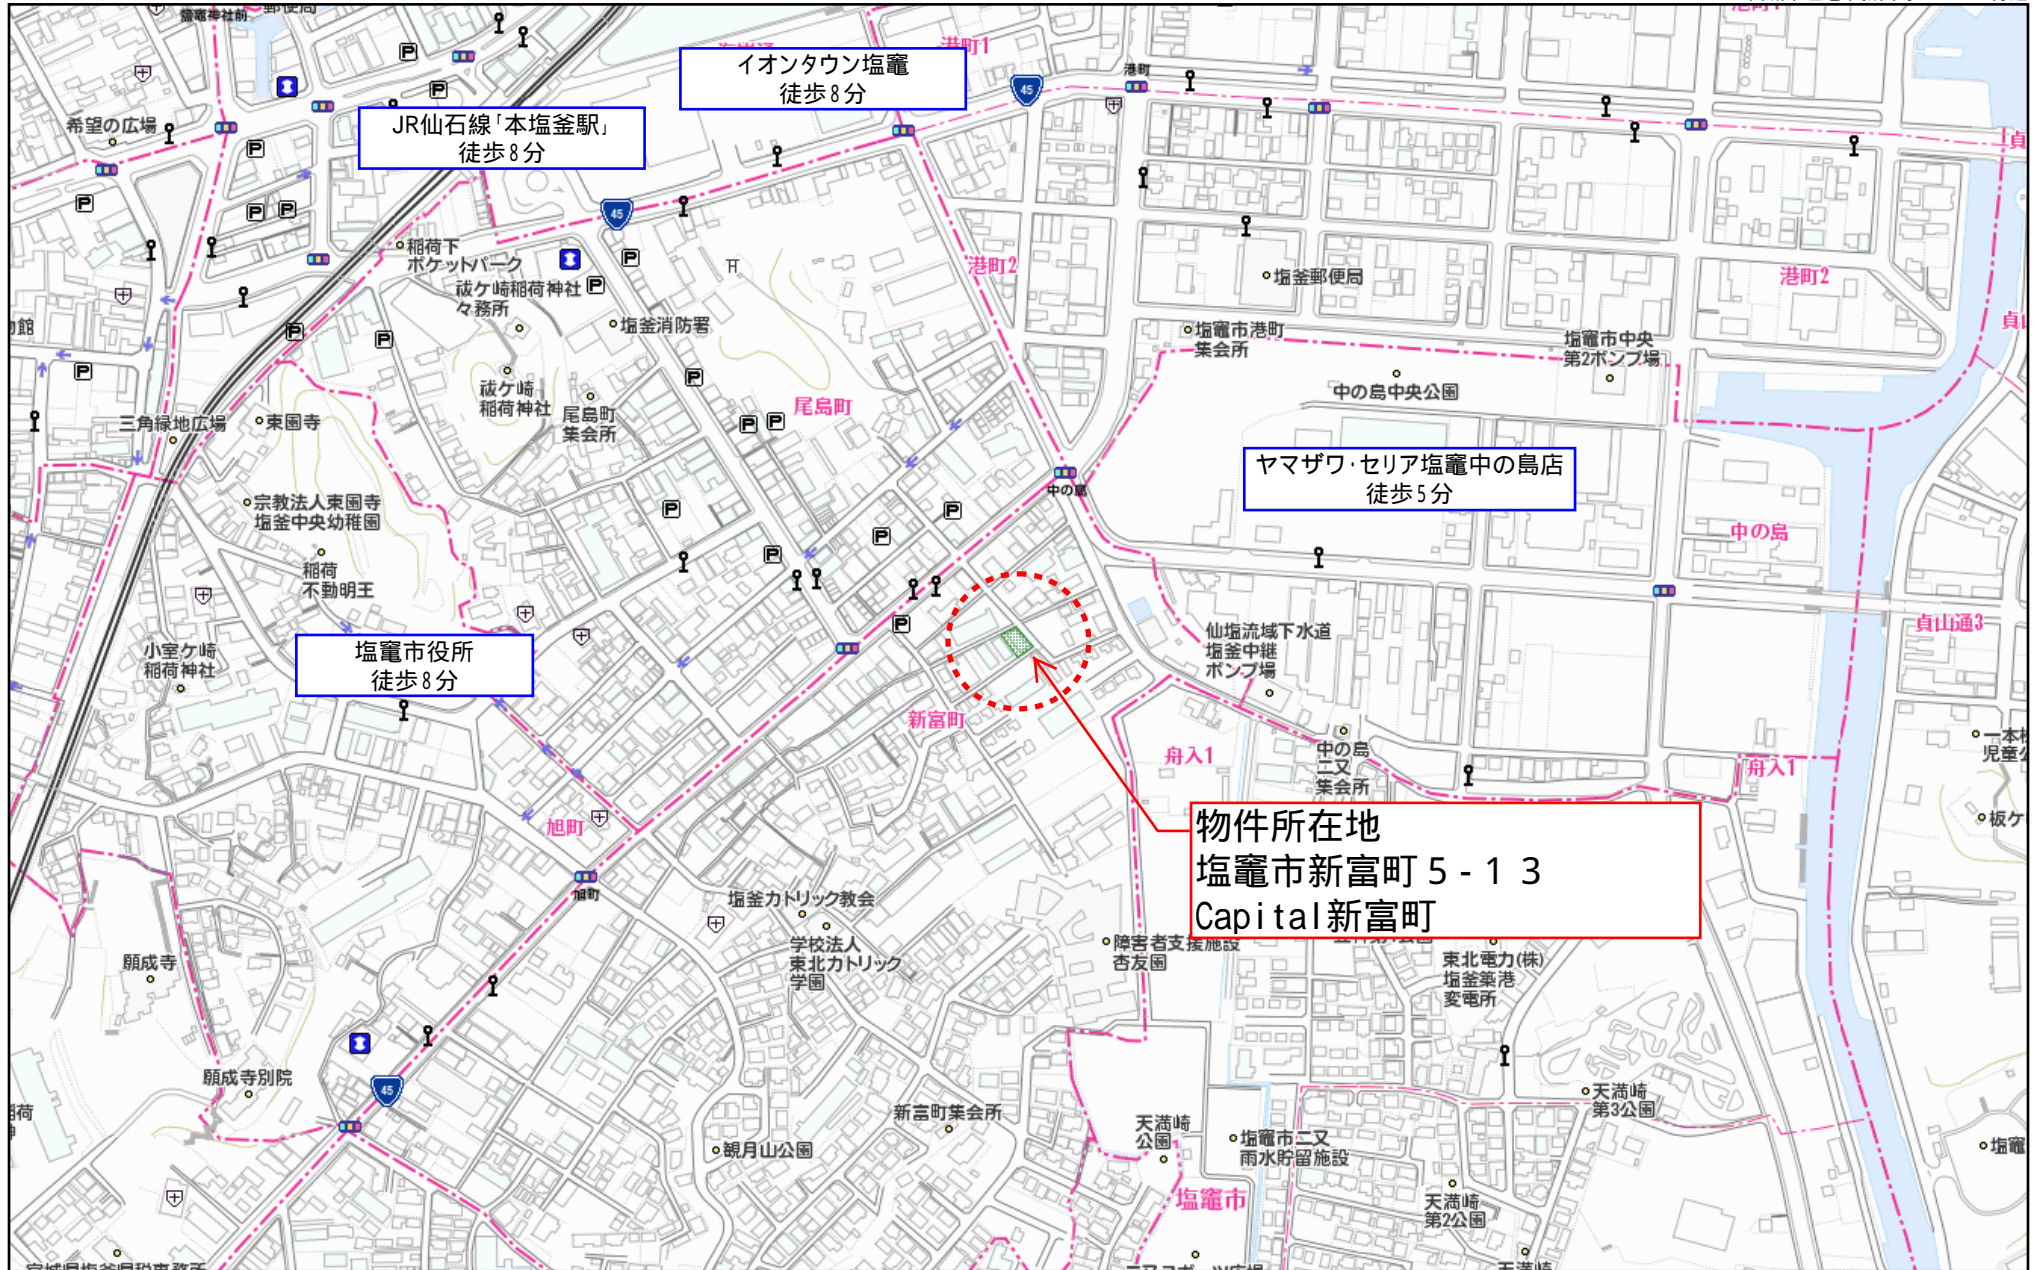 鹽竈神社前
港町1
イオンタウン塩竈
徒歩8分
45
港町
希望の広場
JR仙石線「本塩釜駅」
徒歩8分
45
稲荷下
ポケットパーク
祓ケ崎稲荷神社
々務所
塩釜消防署
港町2
塩釜郵便局
港町2
塩竈市港町
集会所
塩竈市中央
第2ポンプ場
祓ケ崎
稲荷神社
尾島町
集会所
尾島町
中の島中央公園
三角緑地広場
東園寺
ヤマザワ・セリア塩竈中の島店
徒歩5分
中の島
宗教法人東園寺
塩釜中央幼稚園
中の島
稲荷
不動明王
小室ケ崎
稲荷神社
塩竈市役所
徒歩8分
仙塩流域下水道
塩釜中継
ポンプ場
貞山通3
新富町
舟入1
中の島
二又
集会所
舟入1
旭町
物件所在地
塩竈市新富町5-13
Capital新富町
旭町
塩釜カトリック教会
学校法人
東北カトリック
学園
障害者支援施設
杏友園
東北電力(株)
塩釜築港
変電所
願成寺
願成寺別院
45
新富町集会所
観月山公園
天満崎
公園
塩竈市二又
雨水貯留施設
天満崎
第3公園
塩竈市
天満崎
第2公園
塩竈
天満崎